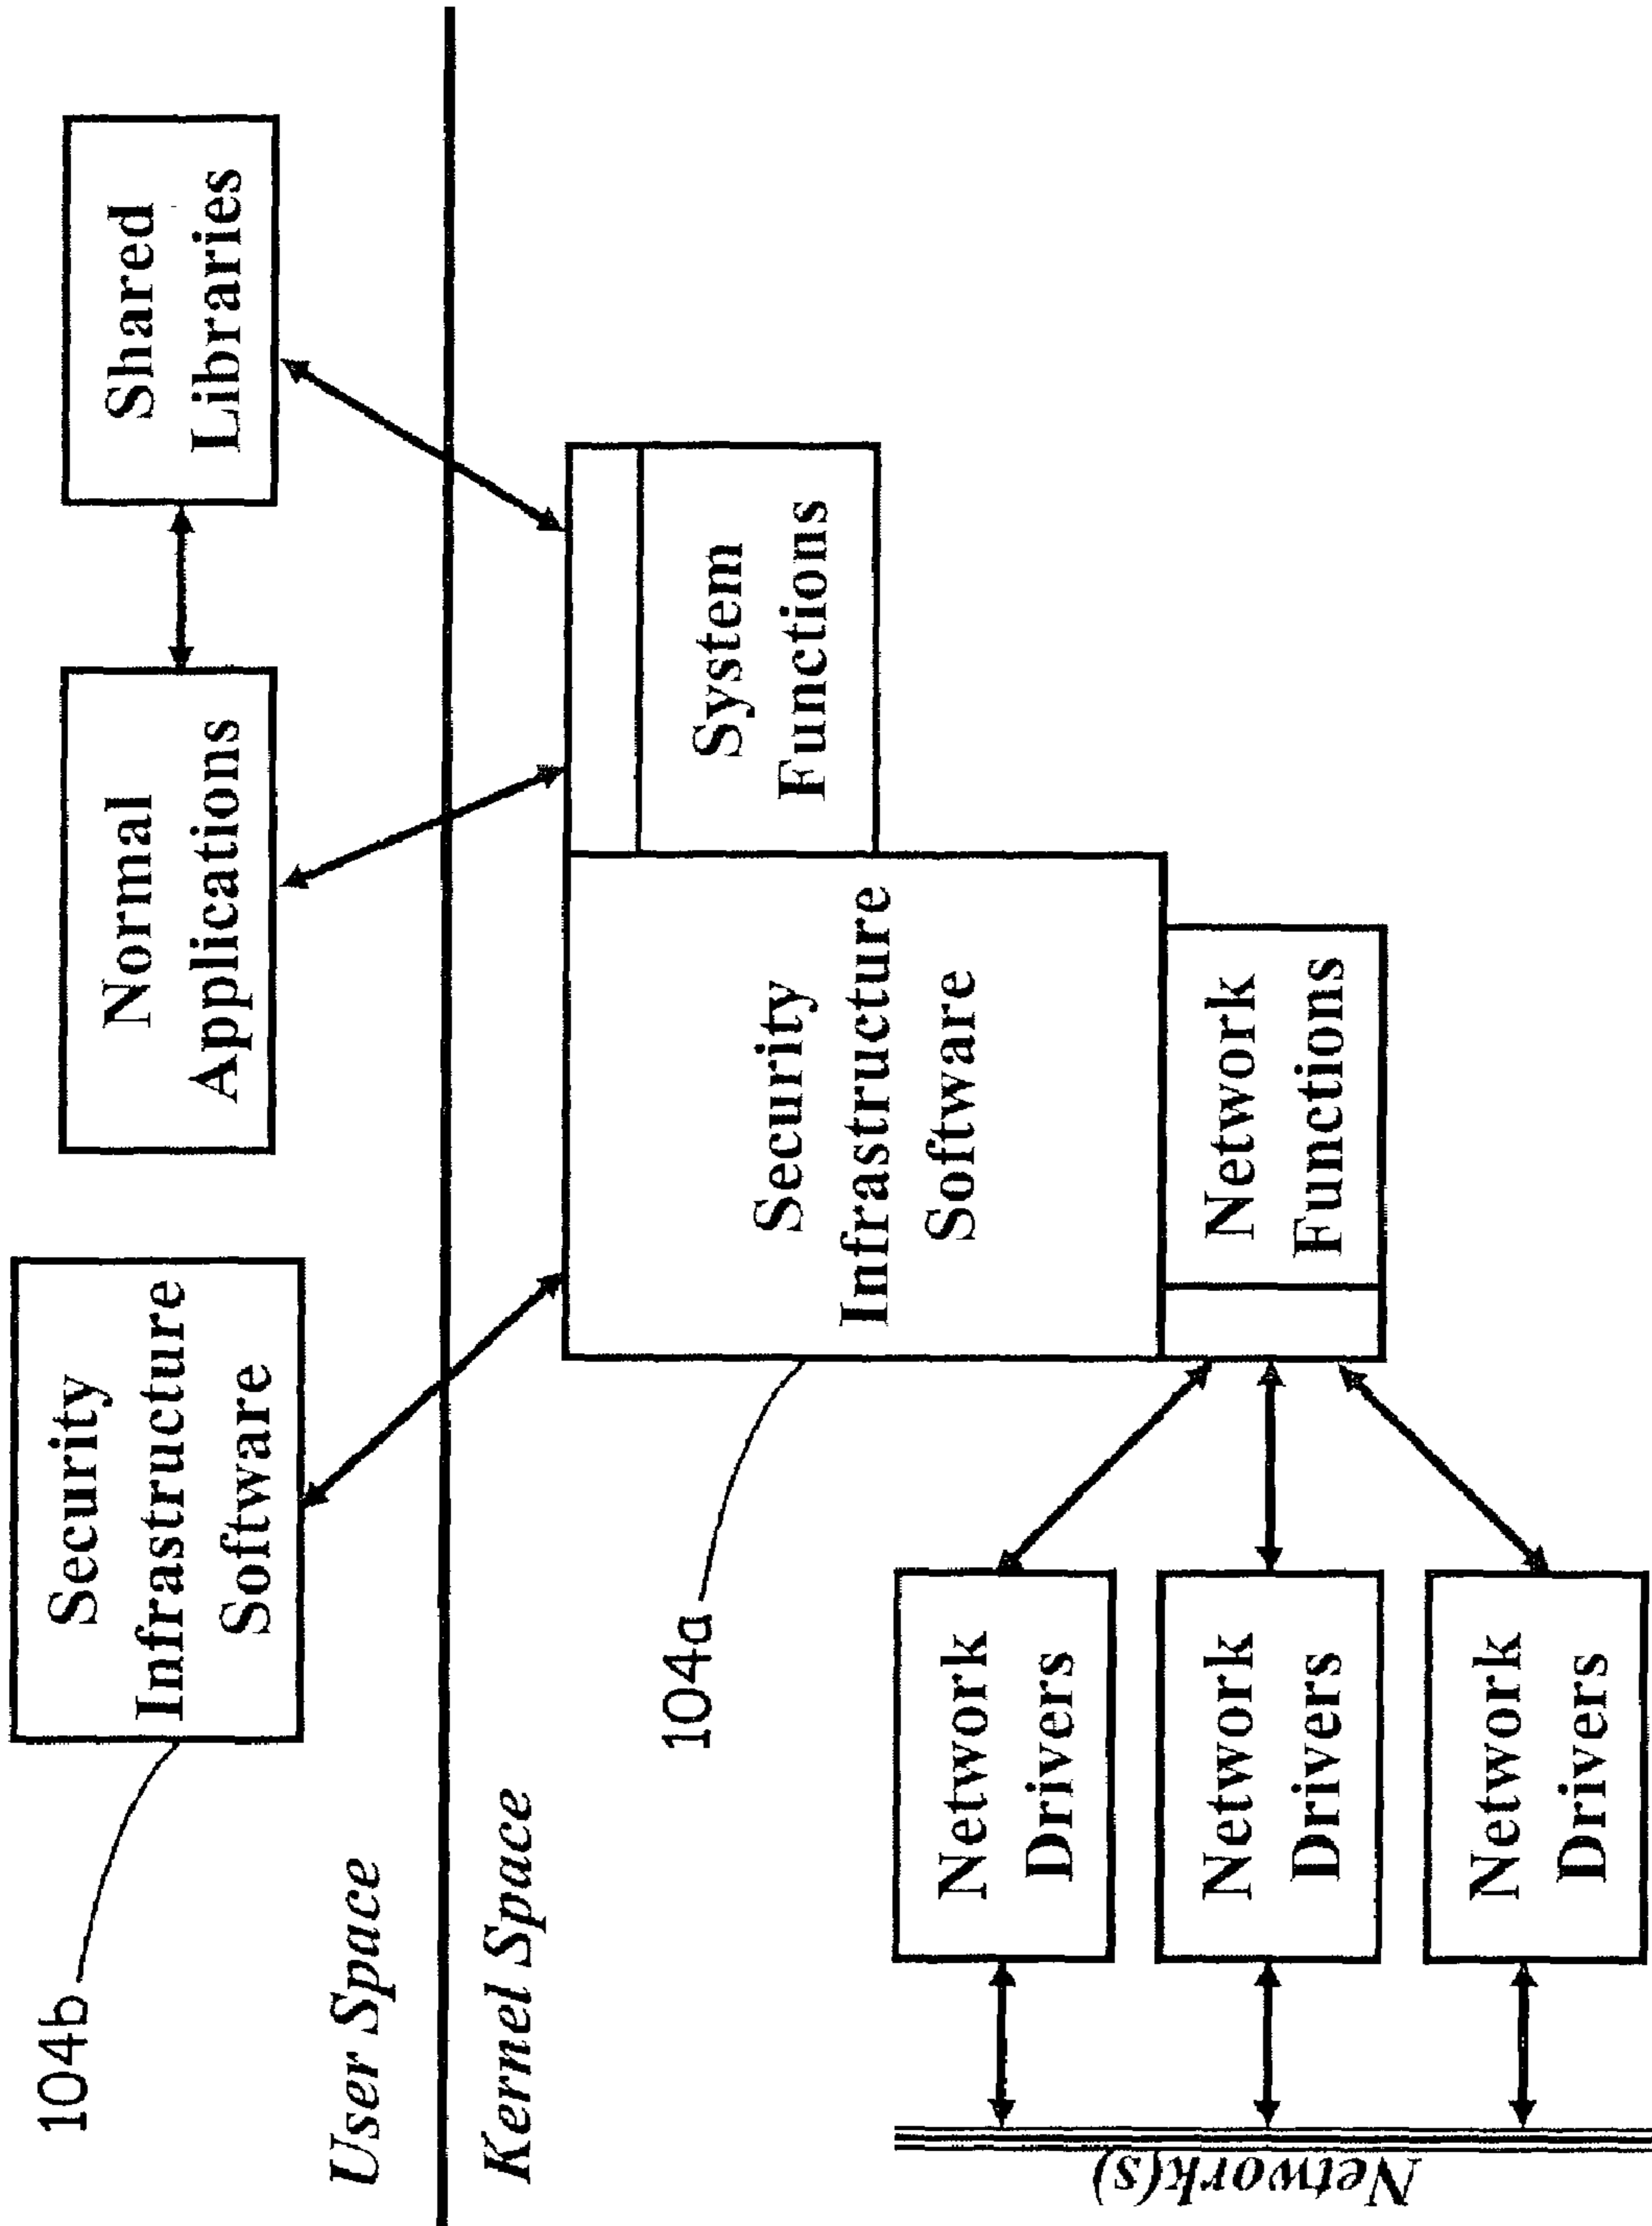 104b
Security
Infrastructure
Software
Normal
Applications
Shared
Libraries
User Space
Kernel Space
104a
Security
Infrastructure
Software
System
Functions
Network
Functions
Network
Drivers
Network
Drivers
Network
Drivers
Network(s)